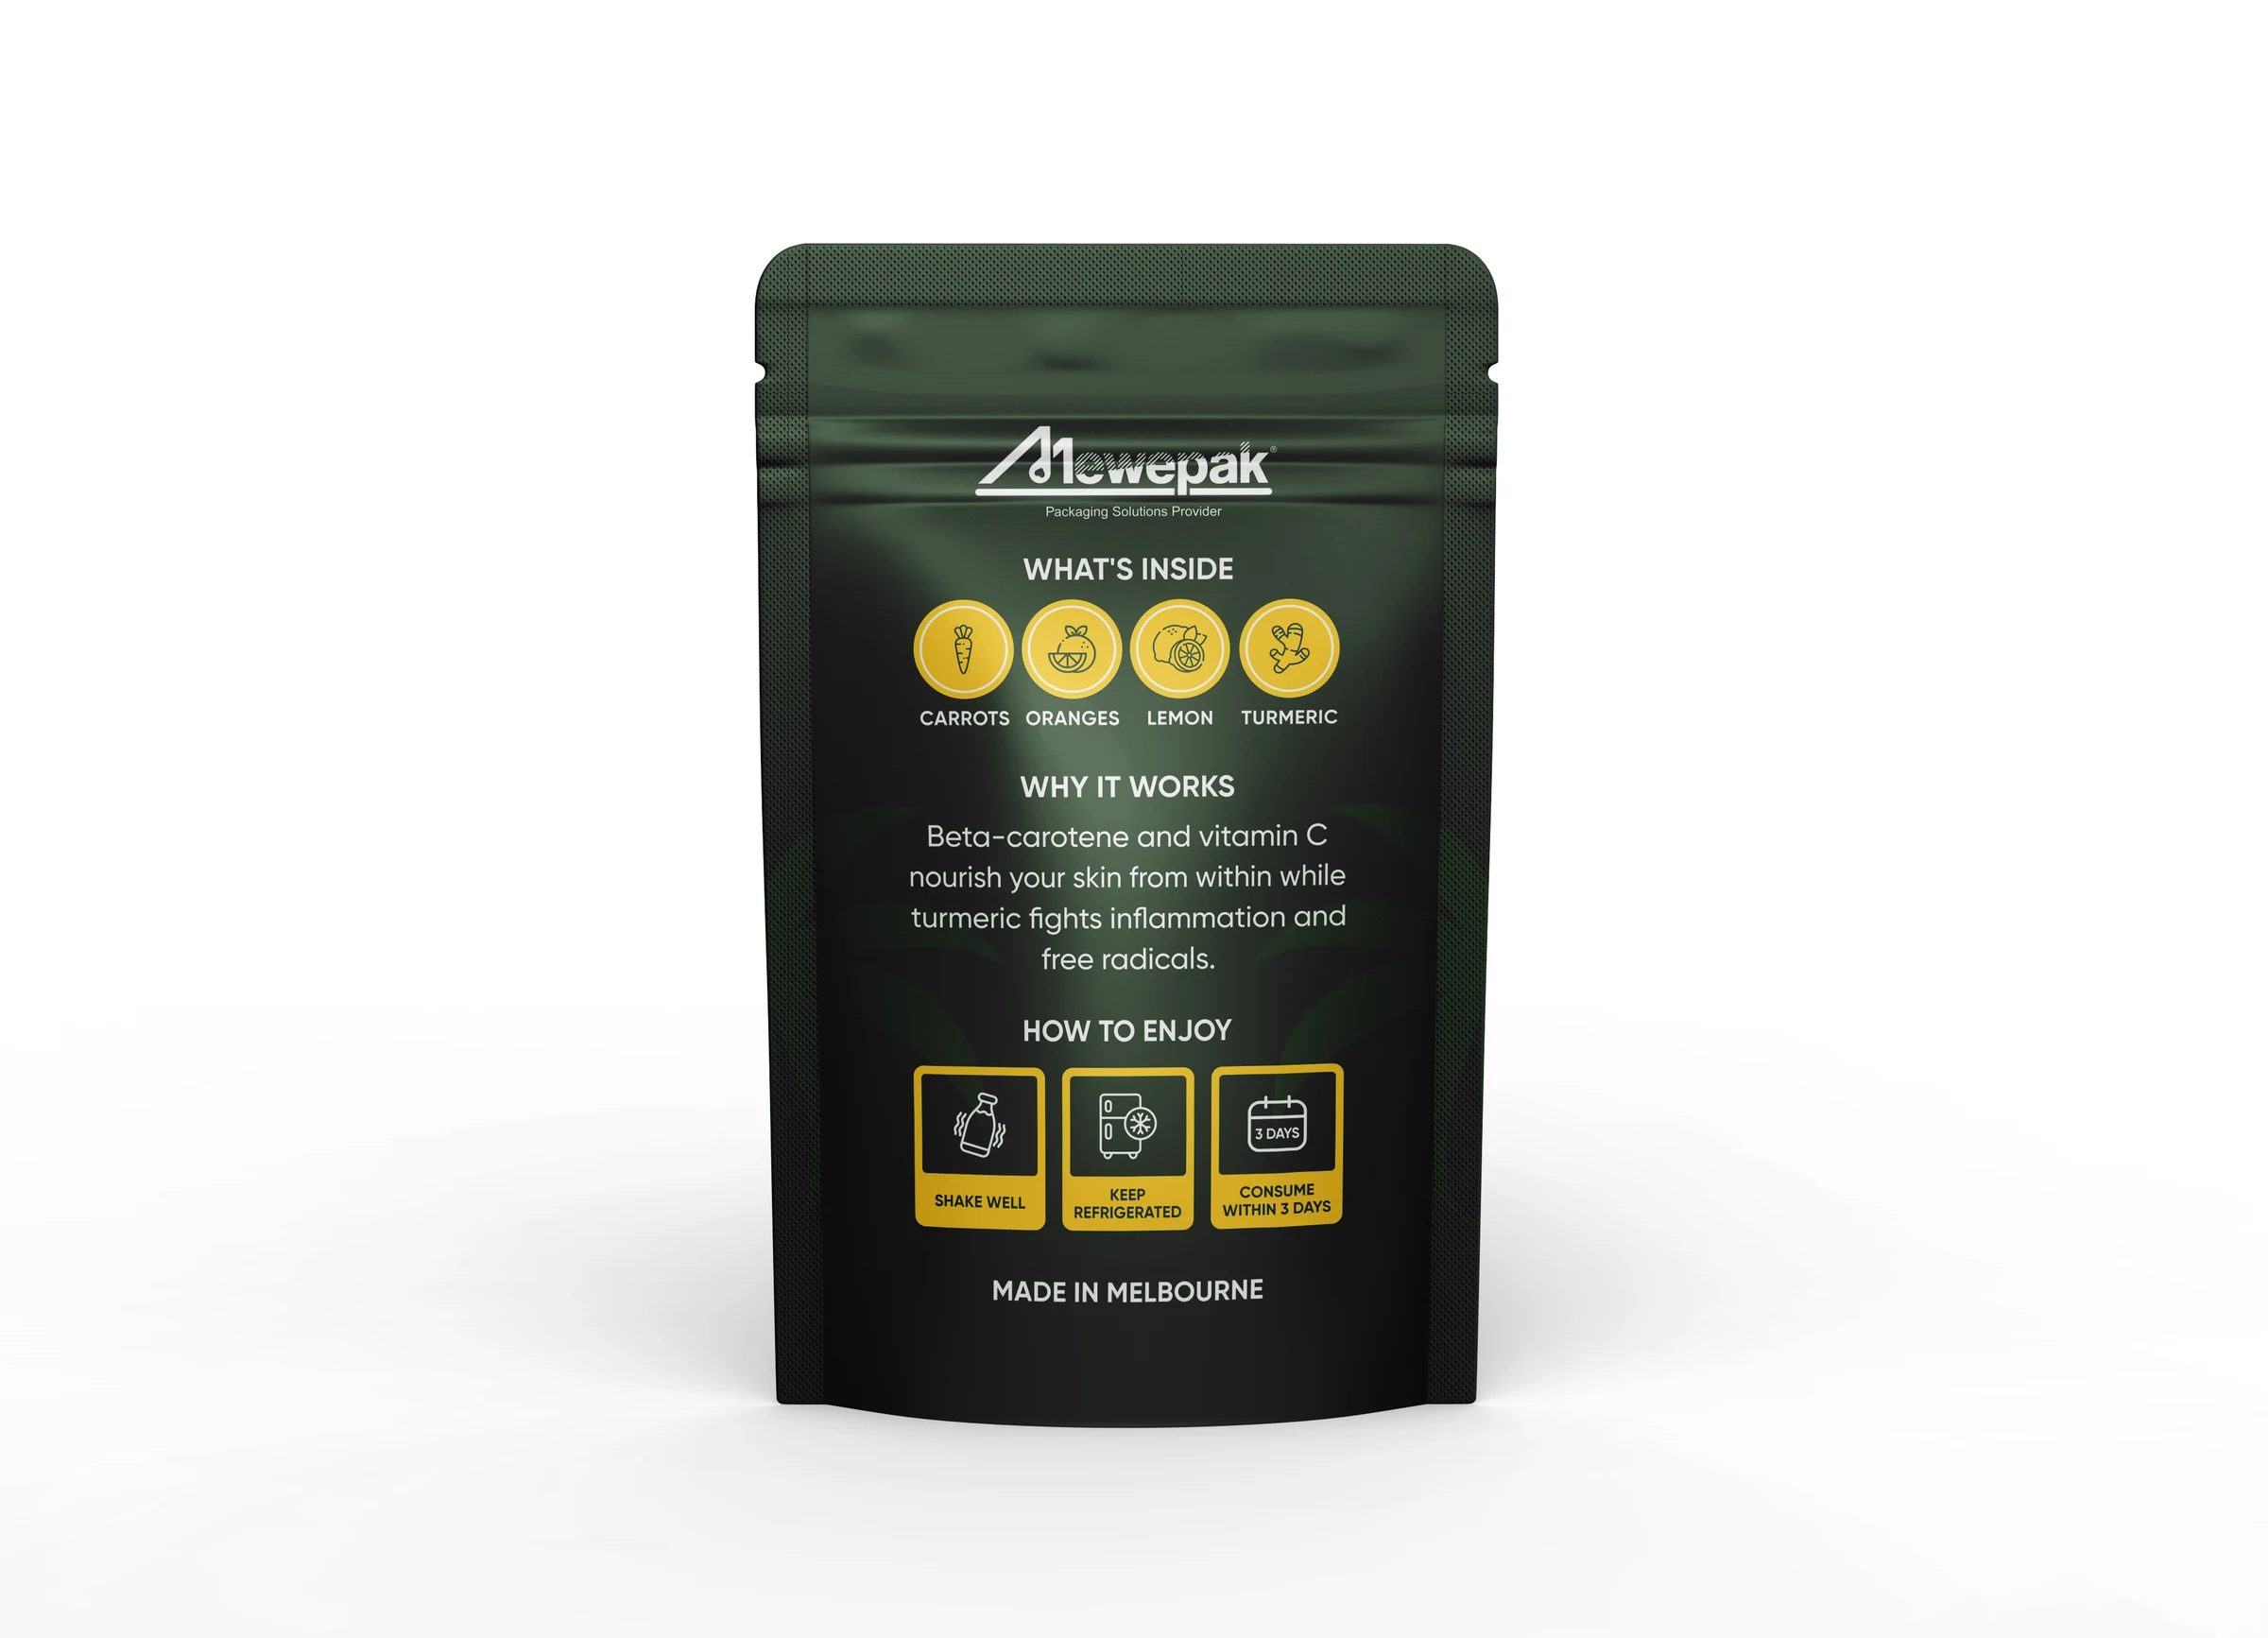 Mewepak®
Packaging Solutions Provider
WHAT'S INSIDE
CARROTS ORANGES LEMON TURMERIC
WHY IT WORKS
Beta-carotene and vitamin C
nourish your skin from within while
turmeric fights inflammation and
free radicals.
HOW TO ENJOY
3 DAYS
SHAKE WELL
KEEP
REFRIGERATED
CONSUME
WITHIN 3 DAYS
MADE IN MELBOURNE